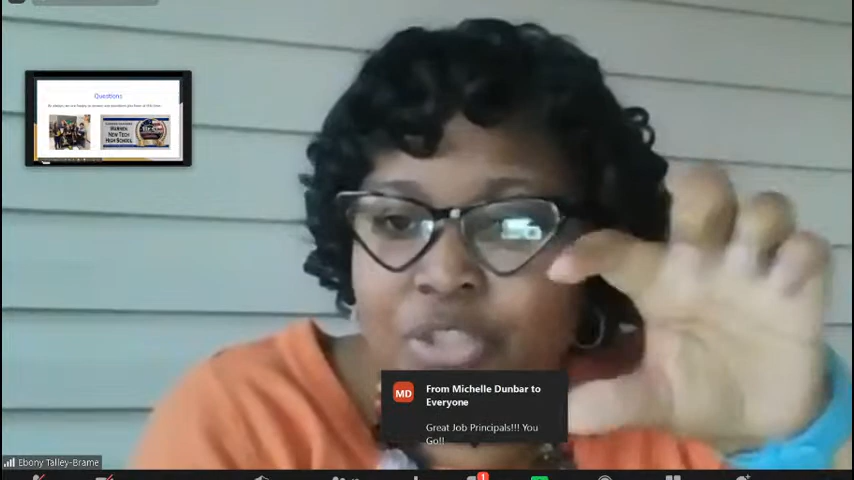 Questions
WARREN
NEW TECH
HIGH SCHOOL
MD
From Michelle Dunbar to
Everyone
Great Job Principals!!! You
Go!!
Ebony Talley-Brame
1